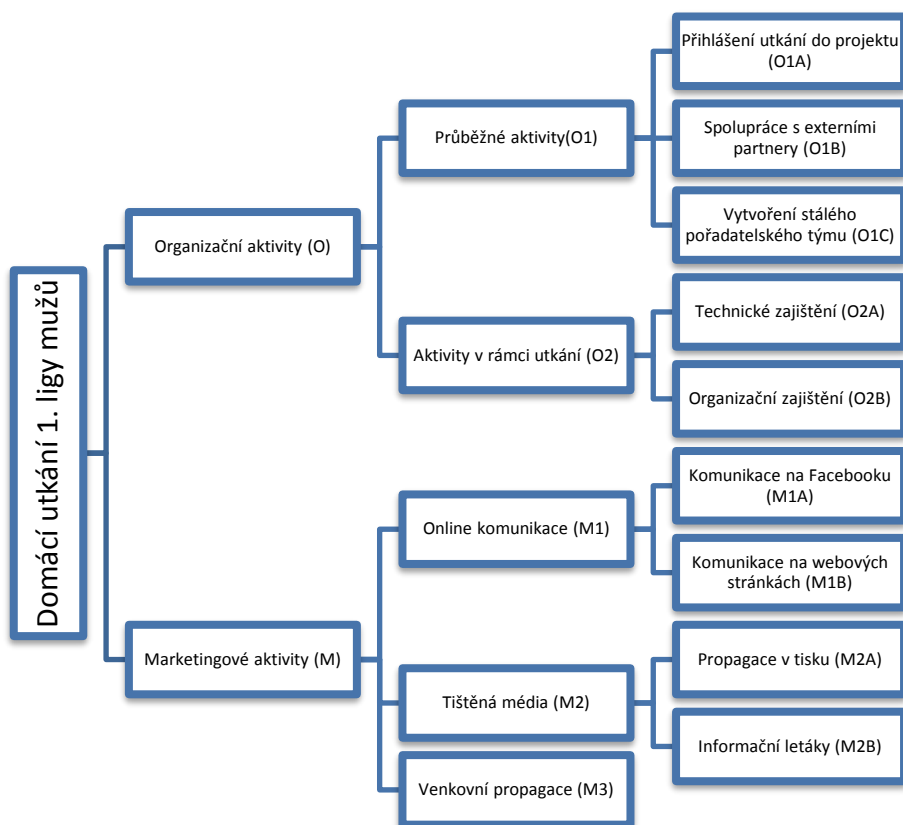 Domácí utkání 1. ligy mužů
Organizační aktivity (O)
Průběžné aktivity(O1)
Přihlášení utkání do projektu
(O1A)
Spolupráce s externími
partnery (O1B)
Vytvoření stálého
pořadatelského týmu (O1C)
Aktivity v rámci utkání (O2)
Technické zajištění (O2A)
Organizační zajištění (O2B)
Marketingové aktivity (M)
Online komunikace (M1)
Komunikace na Facebooku
(M1A)
Komunikace na webových
stránkách (M1B)
Tištěná média (M2)
Propagace v tisku (M2A)
Informační letáky (M2B)
Venkovní propagace (M3)